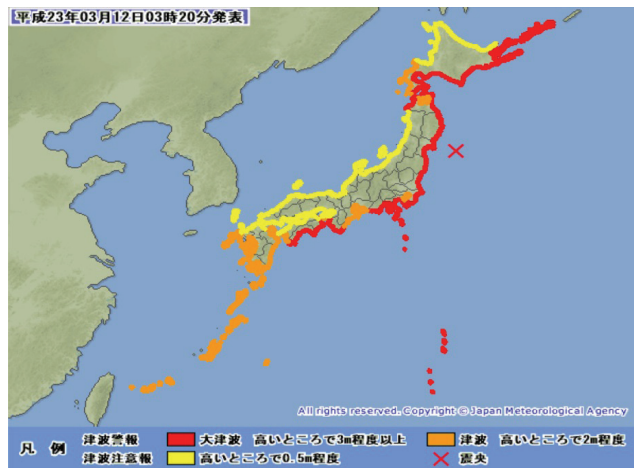 平成23年03月12日03時20分発表
All rights reserved. Copyright © Japan Meteorological Agency
凡 例 津波警報 大津波 高いところで3m程度以上 津波 高いところで2m程度
津波注意報 高いところで0.5m程度 震央